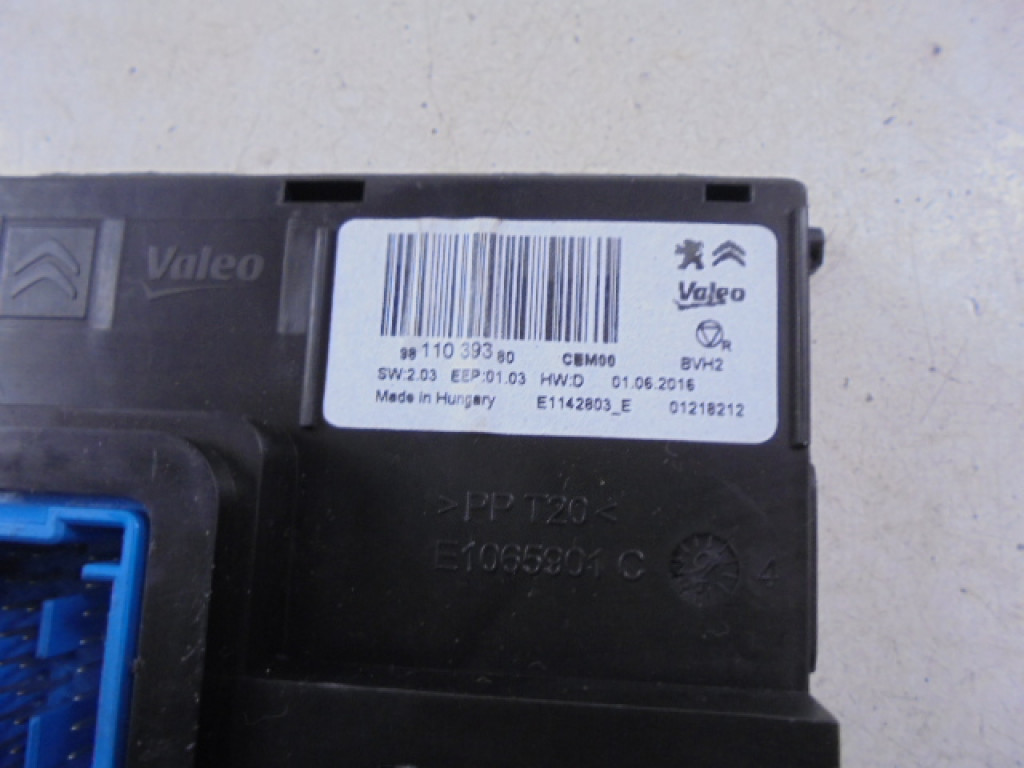 Valeo
Valeo
R
98 110 393 80 CEM00 BVH2
SW:2.03 EEP:01.03 HW:D 01.06.2016
Made in Hungary E1142803_E 01218212
>PP T20<
E1065901 C 4